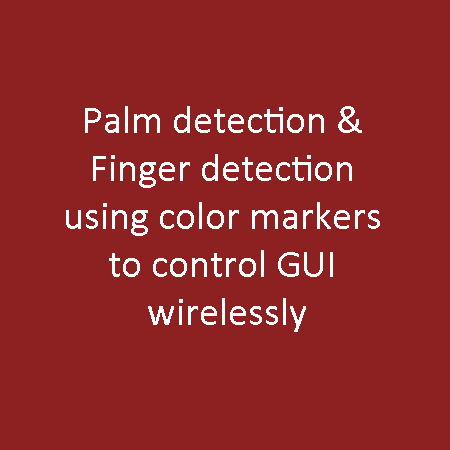 Palm detection &
Finger detection
using color markers
to control GUI
wirelessly